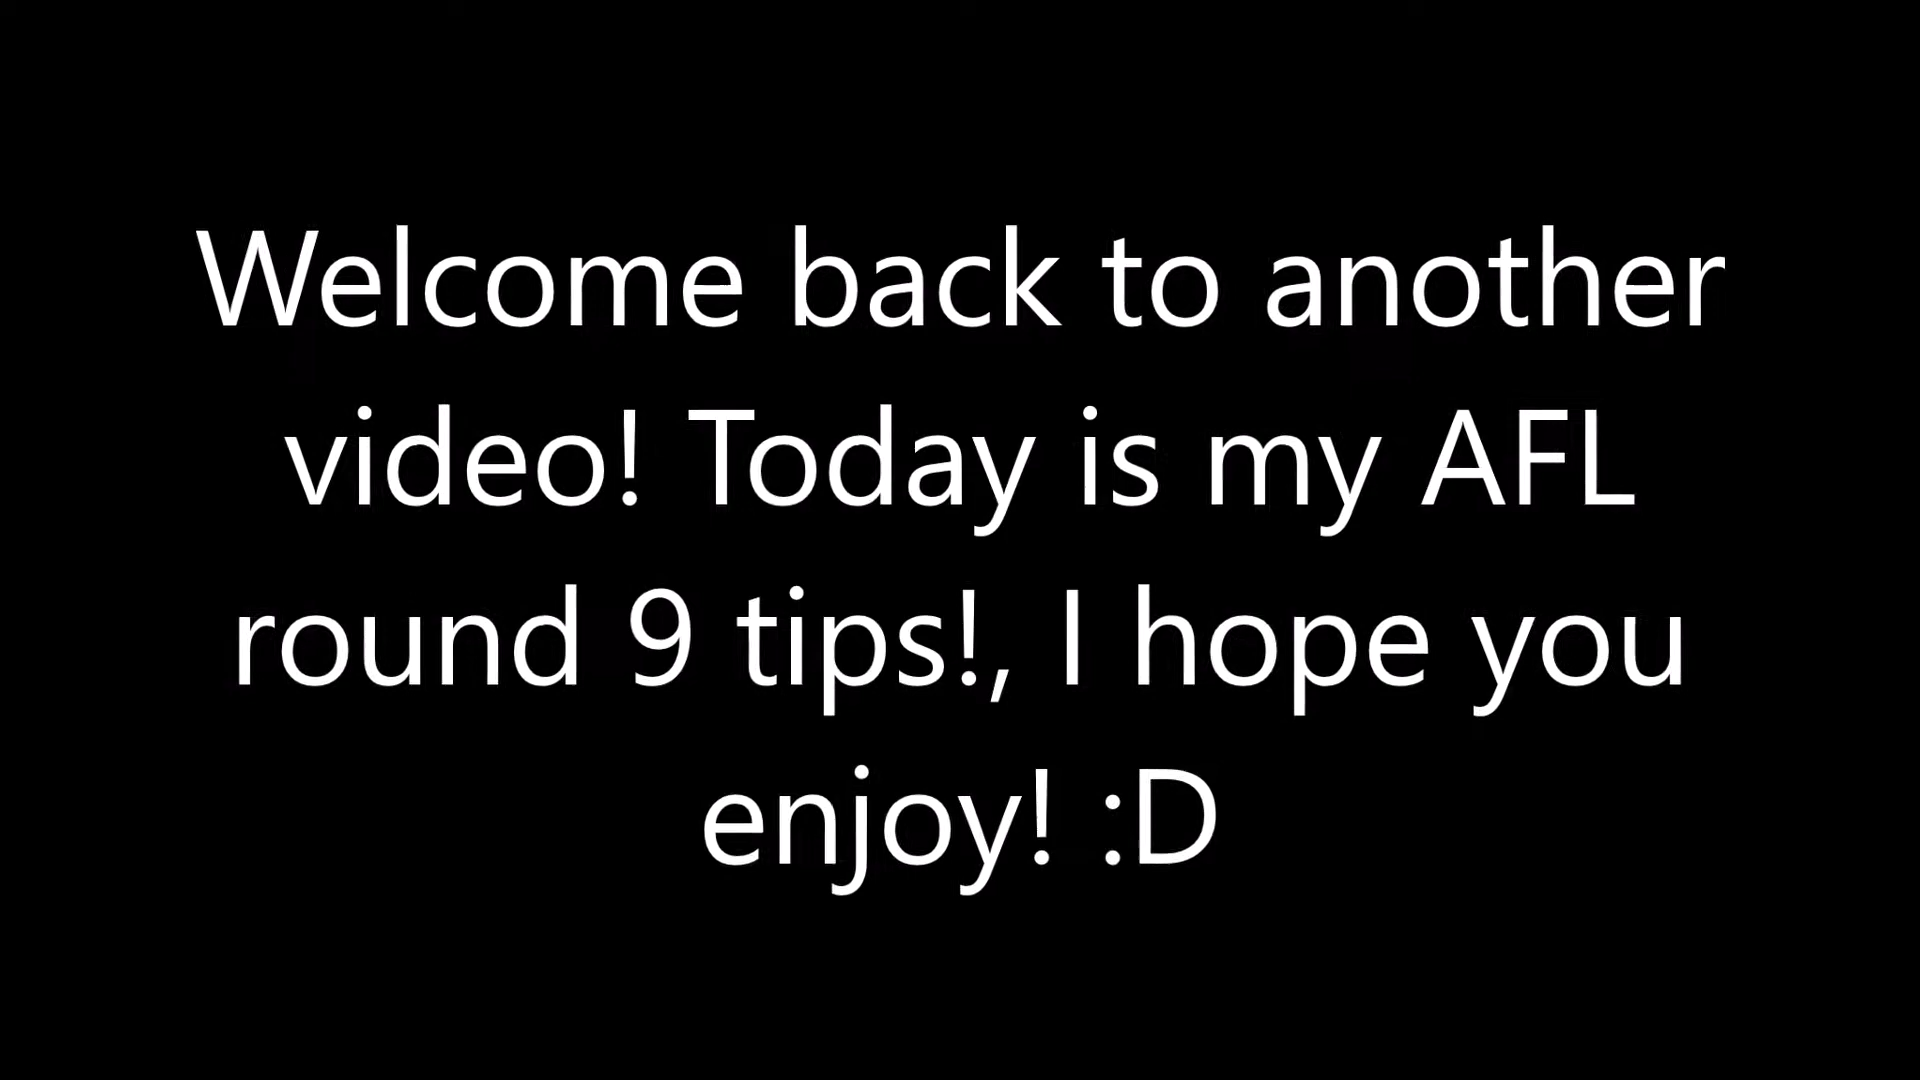 Welcome back to another
video! Today is my AFL
round 9 tips!, I hope you
enjoy! :D